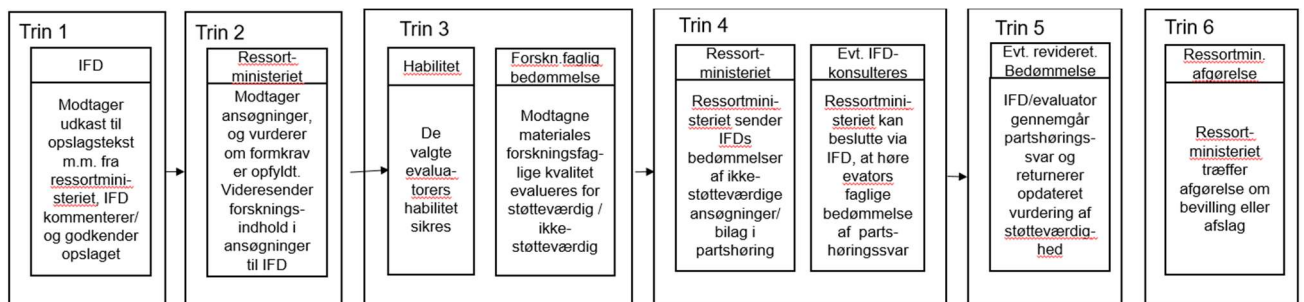 Trin 1
IFD
Modtager
udkast til
opslagstekst
m.m. fra
ressortmini-
steriet, IFD
kommenterer/
og godkender
opslaget
Trin 2
Ressort-
ministeriet
Modtager
ansøgninger,
og vurderer
om formkrav
er opfyldt.
Videresender
forsknings-
indhold i
ansøgninger
til IFD
Trin 3
Habilitet
De
valgte
evalua-
torers
habilitet
sikres
Forskn.faglig
bedømmelse
Modtagne
materiales
forskningsfag-
lige kvalitet
evalueres for
støtteværdig /
ikke-
støtteværdig
Trin 4
Ressort-
ministeriet
Ressortmini-
steriet sender
IFDs
bedømmelser
af ikke-
støtteværdige
ansøgninger/
bilag i
partshøring
Evt. IFD-
konsulteres
Ressortmini-
steriet kan
beslutte via
IFD, at høre
evators
faglige
bedømmelse
af parts-
høringssvar
Trin 5
Evt. revideret.
Bedømmelse
IFD/evaluator
gennemgår
partshørings-
svar og
returnerer
opdateret
vurdering af
støtteværdig-
hed
Trin 6
Ressortmin.
afgørelse
Ressort-
ministeriet
træffer
afgørelse om
bevilling eller
afslag